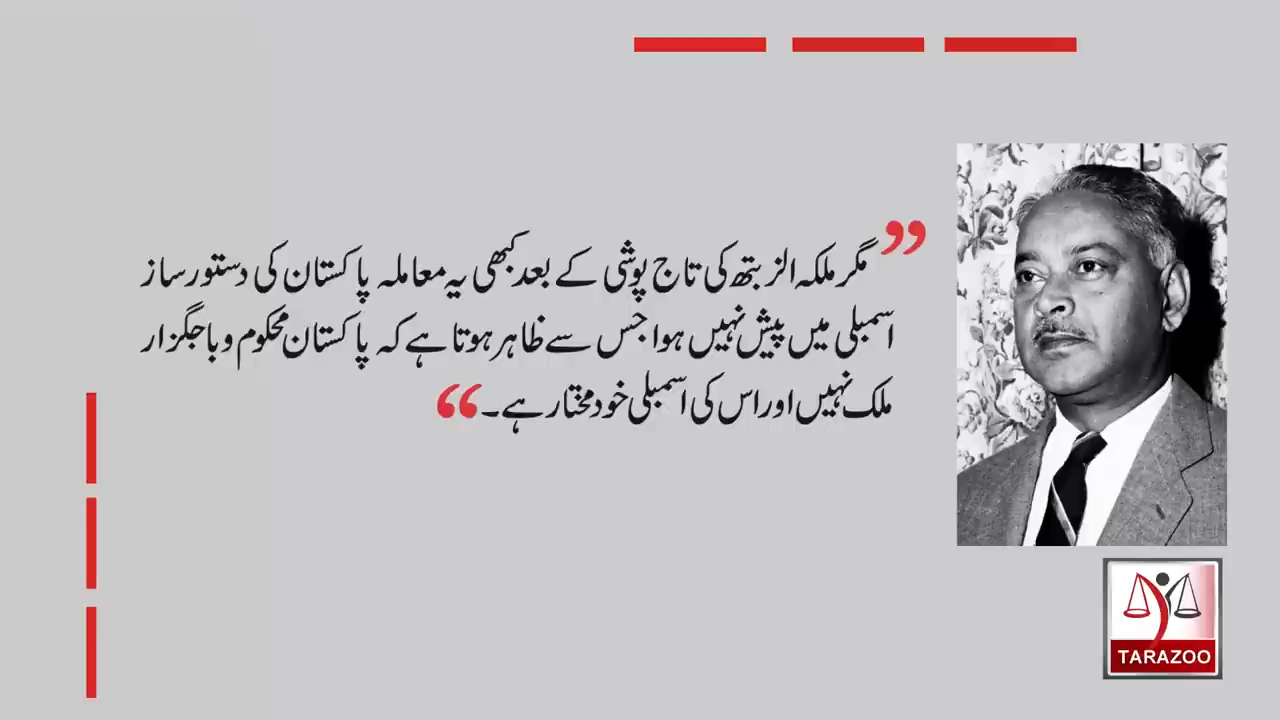 ”مگر ملکہ الزبتھ کی تاج پوشی کے بعد کبھی یہ معاملہ پاکستان کی دستور ساز
اسمبلی میں پیش نہیں ہوا جس سے ظاہر ہوتا ہے کہ پاکستان محکوم و باجگزار
ملک نہیں اور اس کی اسمبلی خود مختار ہے۔“
TARAZOO